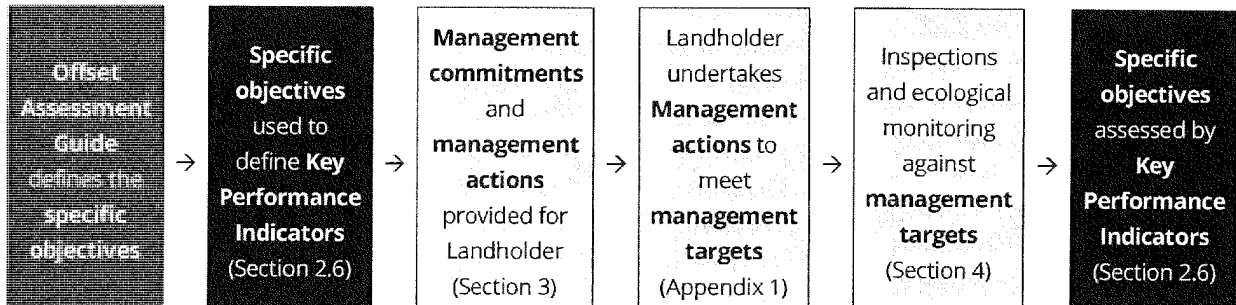 Offset
Assessment
Guide
defines the
specific
objectives
→
Specific
objectives
used to
define Key
Performance
Indicators
(Section 2.6)
→
Management
commitments
and
management
actions
provided for
Landholder
(Section 3)
→
Landholder
undertakes
Management
actions to
meet
management
targets
(Appendix 1)
→
Inspections
and ecological
monitoring
against
management
targets
(Section 4)
→
Specific
objectives
assessed by
Key
Performance
Indicators
(Section 2.6)